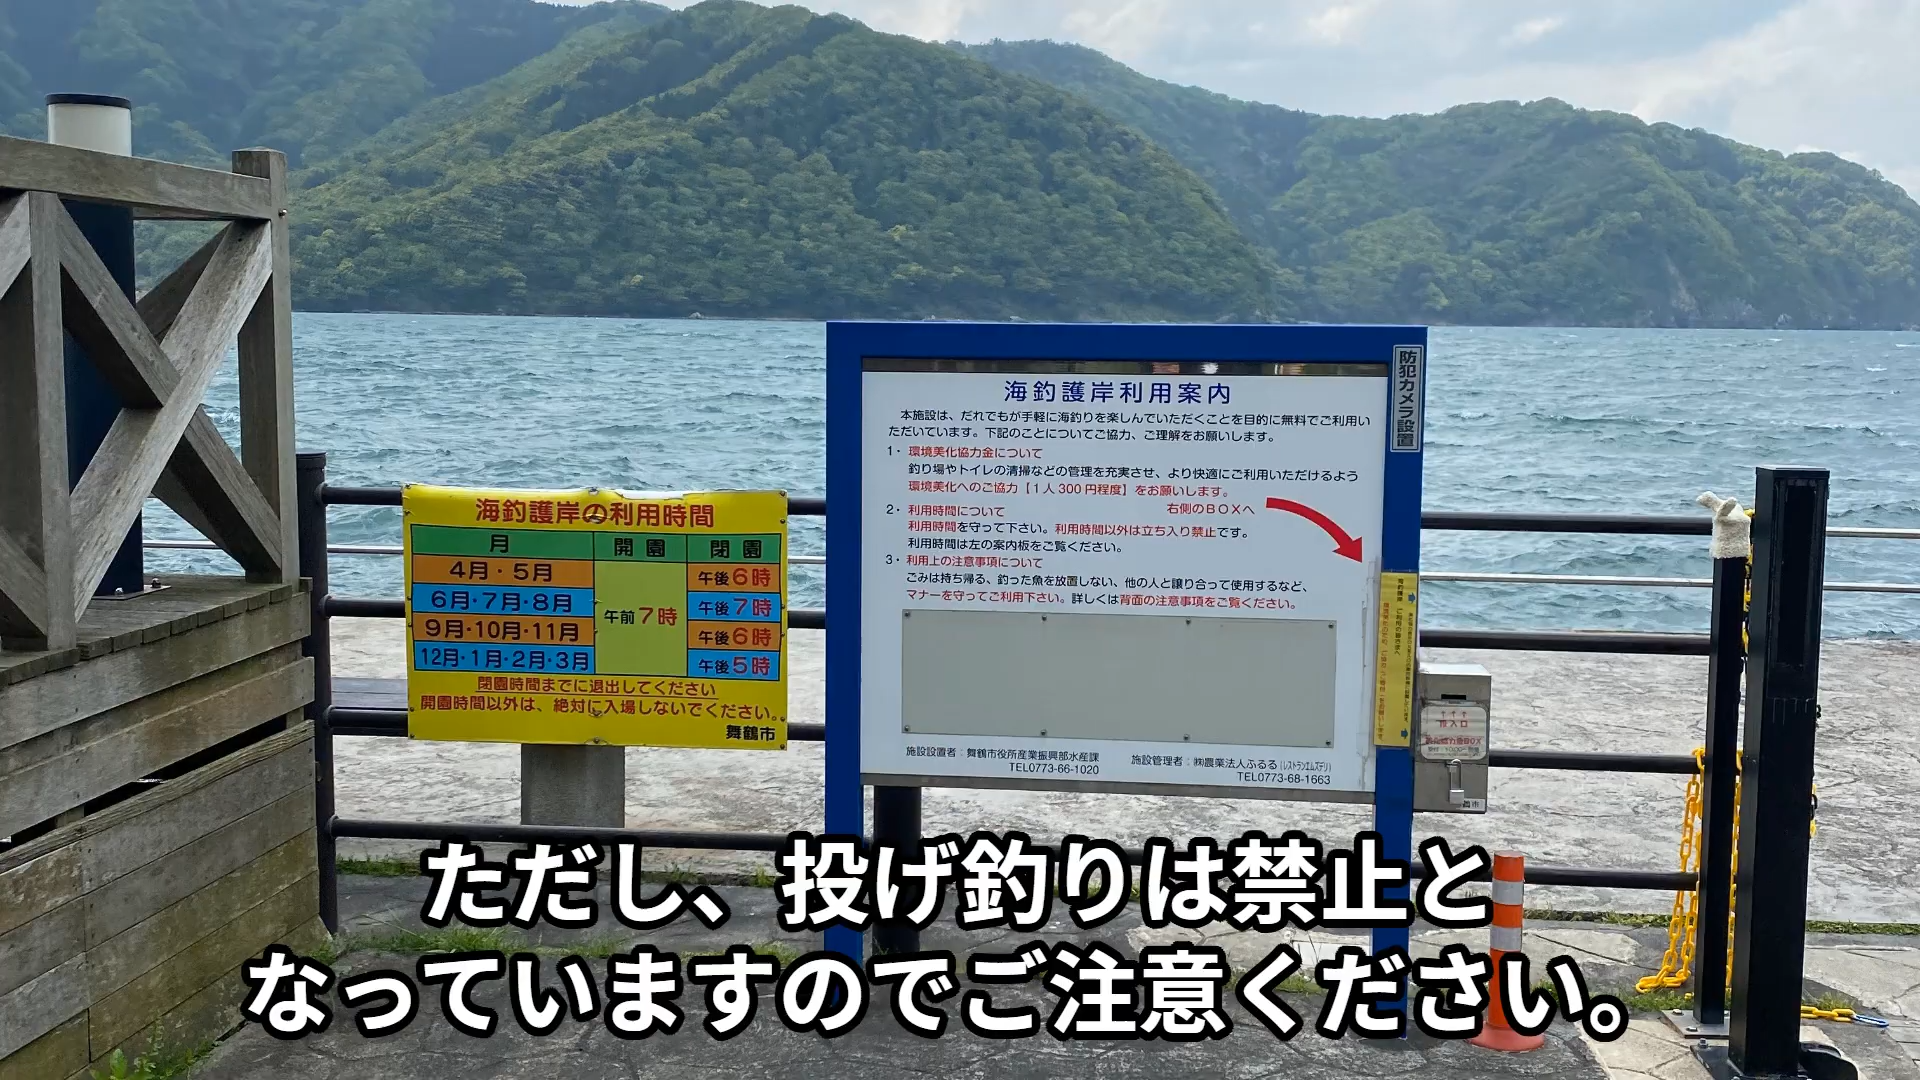 海釣護岸の利用時間
月 開園 閉園
4月・5月 午後6時
6月・7月・8月 午前7時 午後7時
9月・10月・11月 午後6時
12月・1月・2月・3月 午後5時
閉園時間までに退出してください
開園時間以外は、絶対に入場しないでください。
舞鶴市
防犯カメラ設置
海釣護岸利用案内
本施設は、だれでもが手軽に海釣りを楽しんでいただくことを目的に無料でご利用い
ただいています。下記のことについてご協力、ご理解をお願いします。
1・環境美化協力金について
釣り場やトイレの清掃などの管理を充実させ、より快適にご利用いただけるよう
環境美化へのご協力【1人300円程度】をお願いします。
2・利用時間について 右側のBOXへ
利用時間を守って下さい。利用時間以外は立ち入り禁止です。
利用時間は左の案内板をご覧ください。
3・利用上の注意事項について
ごみは持ち帰る、釣った魚を放置しない、他の人と譲り合って使用するなど、
マナーを守ってご利用下さい。詳しくは背面の注意事項をご覧ください。
施設設置者：舞鶴市役所産業振興部水産課
TEL0773-66-1020
施設管理者：㈱農業法人ふるる（レストランエムズデリ）
TEL0773-68-1663
投入口
ただし、投げ釣りは禁止と
なっていますのでご注意ください。